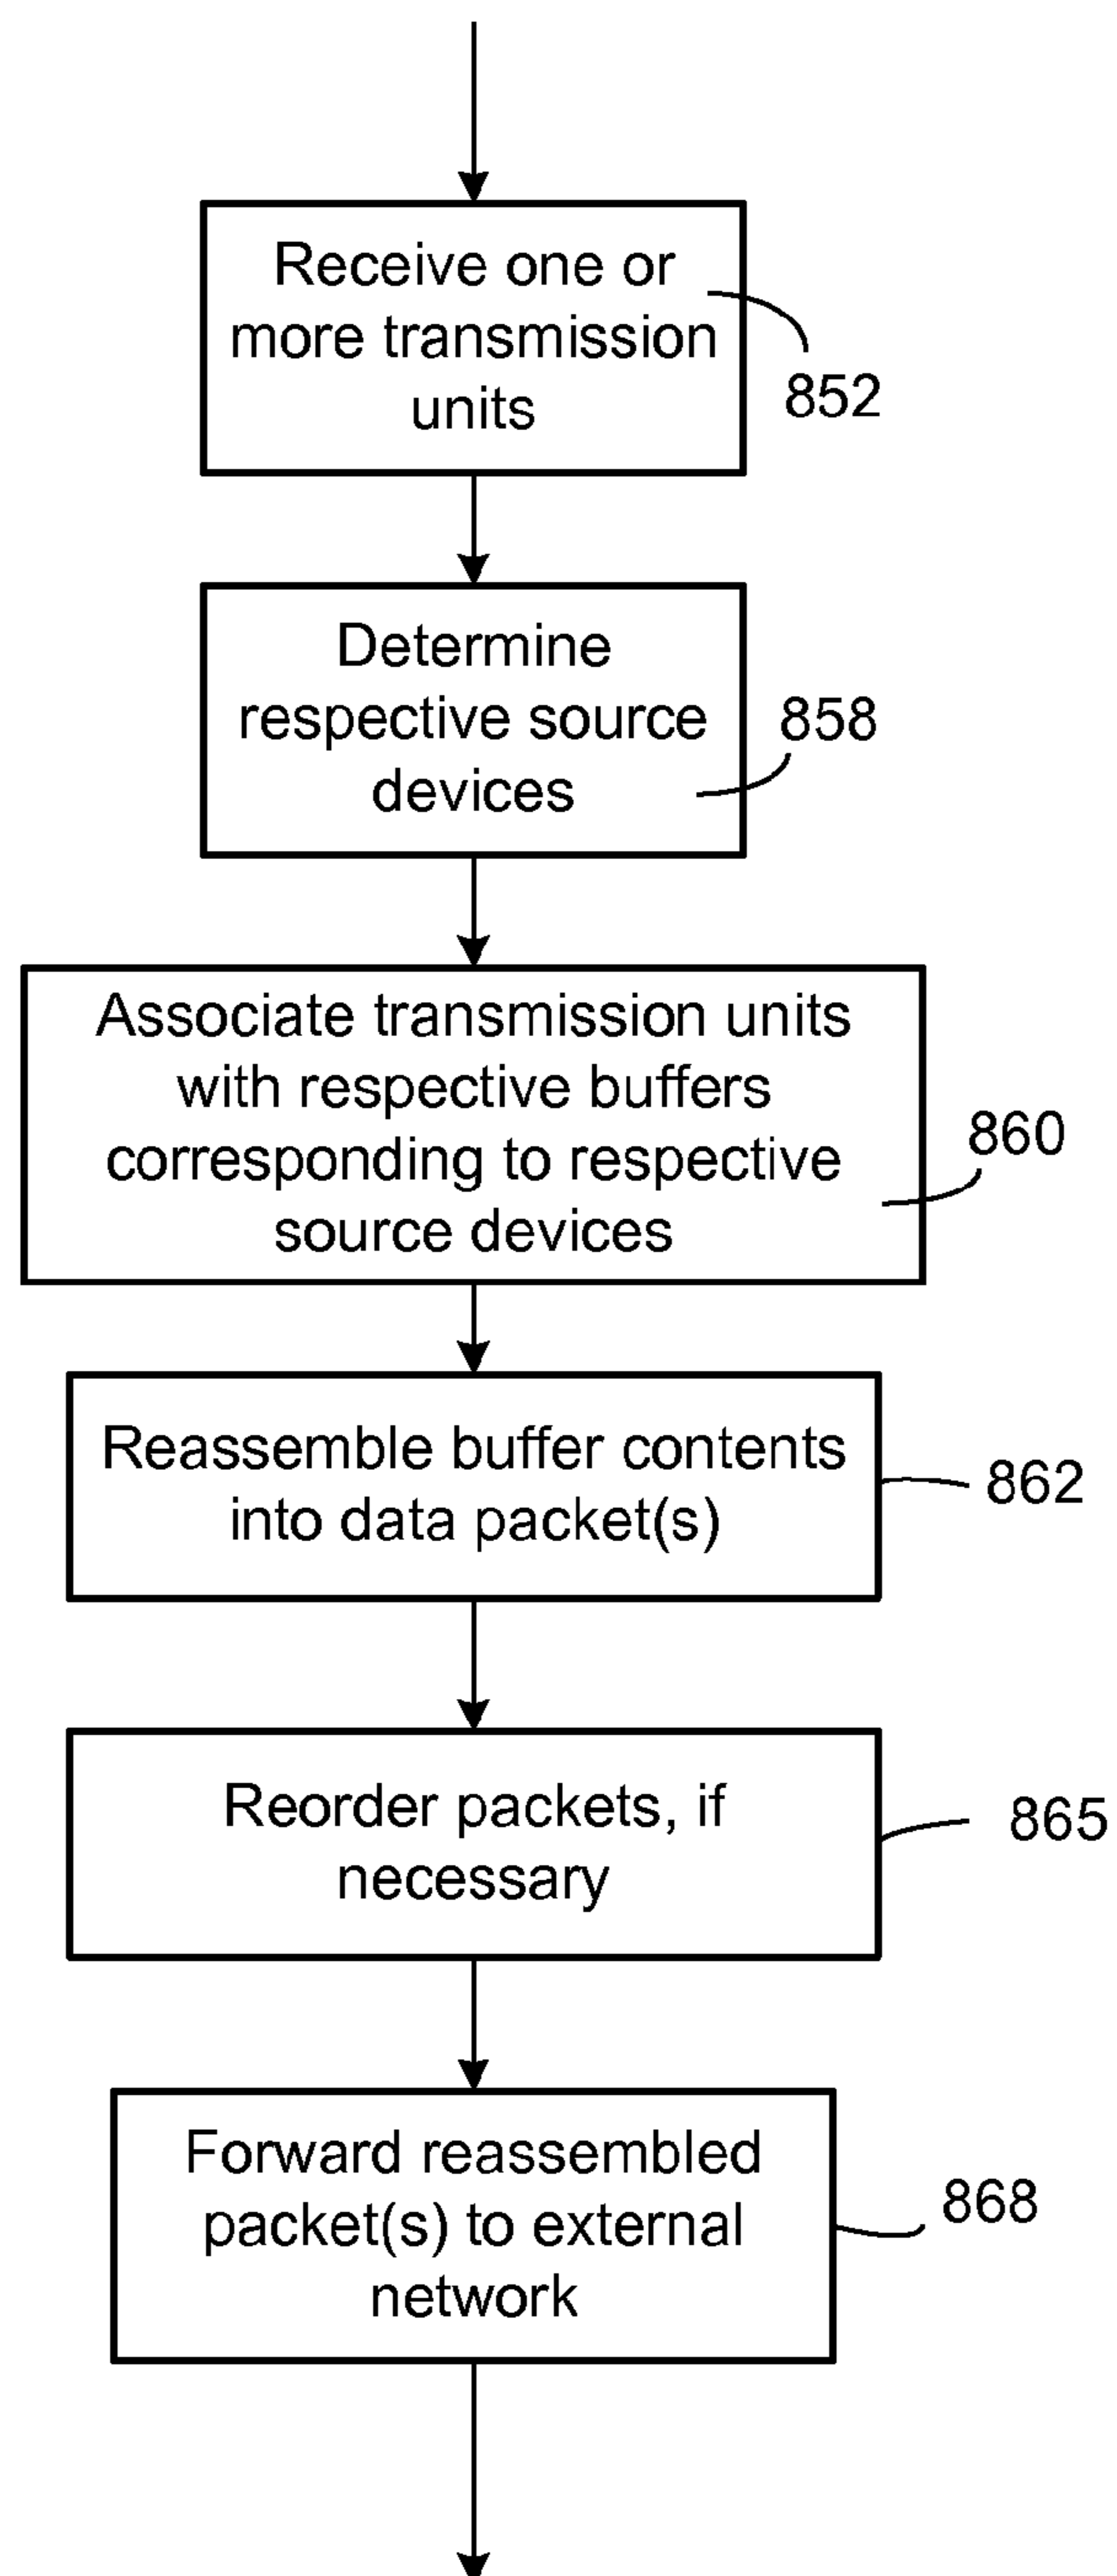 Receive one or
more transmission
units
852
Determine
respective source
devices
858
Associate transmission units
with respective buffers
corresponding to respective
source devices
860
Reassemble buffer contents
into data packet(s)
862
Reorder packets, if
necessary
865
Forward reassembled
packet(s) to external
network
868